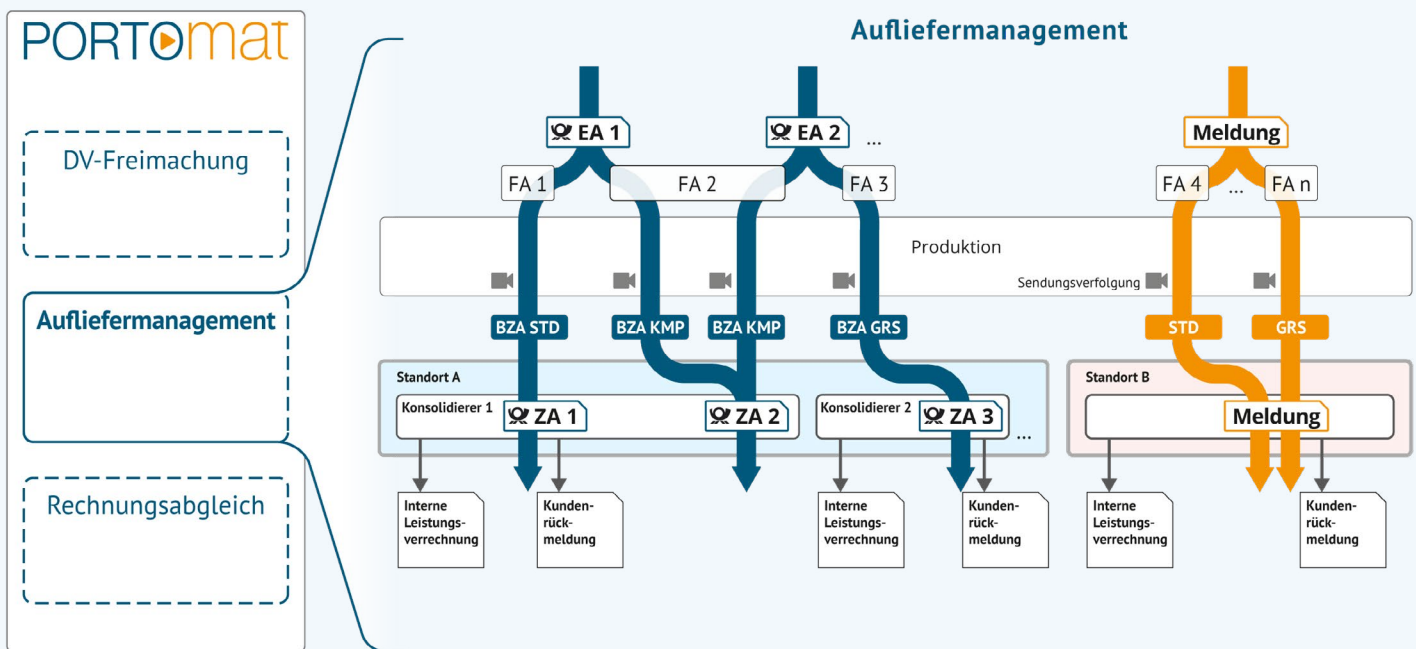 PORTOmat
DV-Freimachung
Aufliefermanagement
Rechnungsabgleich
Aufliefermanagement
EA 1
EA 2
...
Meldung
FA 1
FA 2
FA 3
FA 4
...
FA n
Produktion
Sendungsverfolgung
BZA STD
BZA KMP
BZA KMP
BZA GRS
STD
GRS
Standort A
Konsolidierer 1
ZA 1
ZA 2
Konsolidierer 2
ZA 3
...
Standort B
Meldung
Interne
Leistungs-
verrechnung
Kunden-
rück-
meldung
Interne
Leistungs-
verrechnung
Kunden-
rück-
meldung
Interne
Leistungs-
verrechnung
Kunden-
rück-
meldung